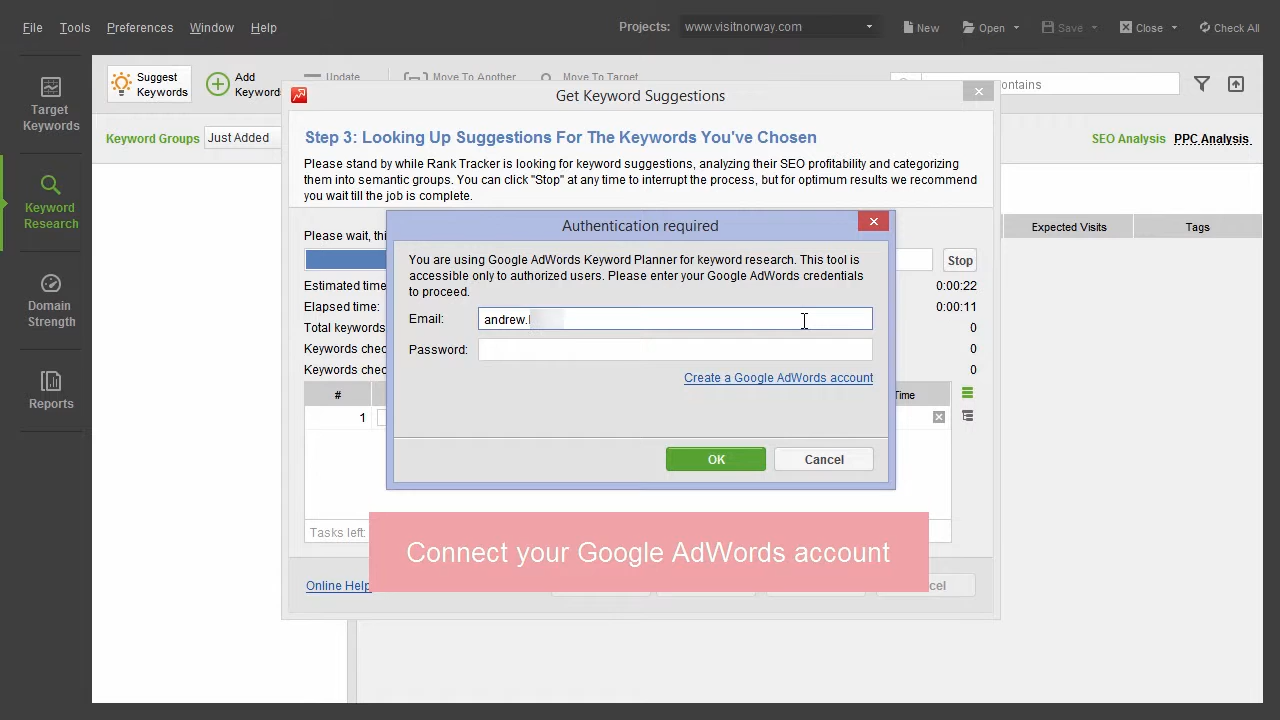 File Tools Preferences Window Help Projects: www.visitnorway.com New Open Save Close Check All
Suggest Keywords
Add Keywords
Update
Move To Another
Move To Target
Target Keywords
Keyword Research
Domain Strength
Reports
Keyword Groups Just Added
SEO Analysis PPC Analysis
Expected Visits Tags
Get Keyword Suggestions
Step 3: Looking Up Suggestions For The Keywords You've Chosen
Please stand by while Rank Tracker is looking for keyword suggestions, analyzing their SEO profitability and categorizing
them into semantic groups. You can click "Stop" at any time to interrupt the process, but for optimum results we recommend
you wait till the job is complete.
Please wait,
Stop
Estimated time 0:00:22
Elapsed time: 0:00:11
Total keywords 0
Keywords 0
Keywords 0
# Time
1
Tasks left:
Online Help
Authentication required
You are using Google AdWords Keyword Planner for keyword research. This tool is
accessible only to authorized users. Please enter your Google AdWords credentials
to proceed.
Email: andrew.
Password:
Create a Google AdWords account
OK Cancel
Connect your Google AdWords account